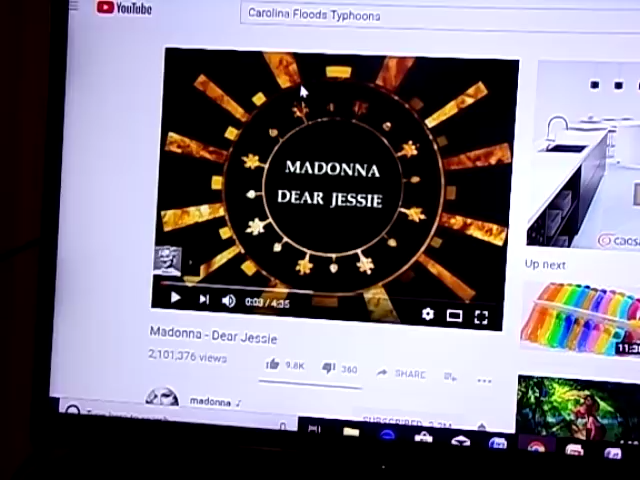 YouTube
Carolina Floods Typhoons
MADONNA
DEAR JESSIE
0:03 / 4:35
Up next
Madonna - Dear Jessie
2,101,376 views
9.8K
360
SHARE
madonna